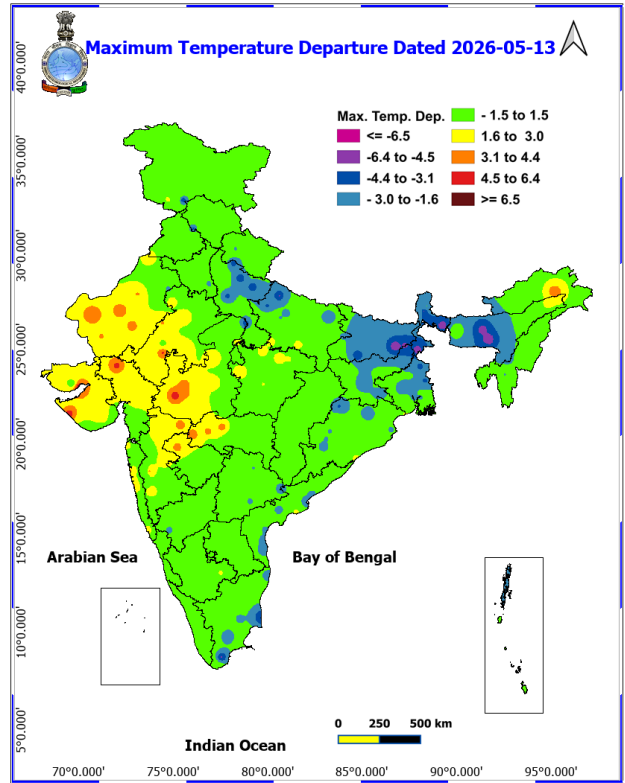 Maximum Temperature Departure Dated 2026-05-13
40°0.000'
35°0.000'
30°0.000'
25°0.000'
20°0.000'
15°0.000'
10°0.000'
5°0.000'
Max. Temp. Dep.
<= -6.5
-6.4 to -4.5
-4.4 to -3.1
- 3.0 to -1.6
- 1.5 to 1.5
1.6 to 3.0
3.1 to 4.4
4.5 to 6.4
>= 6.5
Arabian Sea
Bay of Bengal
Indian Ocean
0 250 500 km
70°0.000' 75°0.000' 80°0.000' 85°0.000' 90°0.000' 95°0.000'